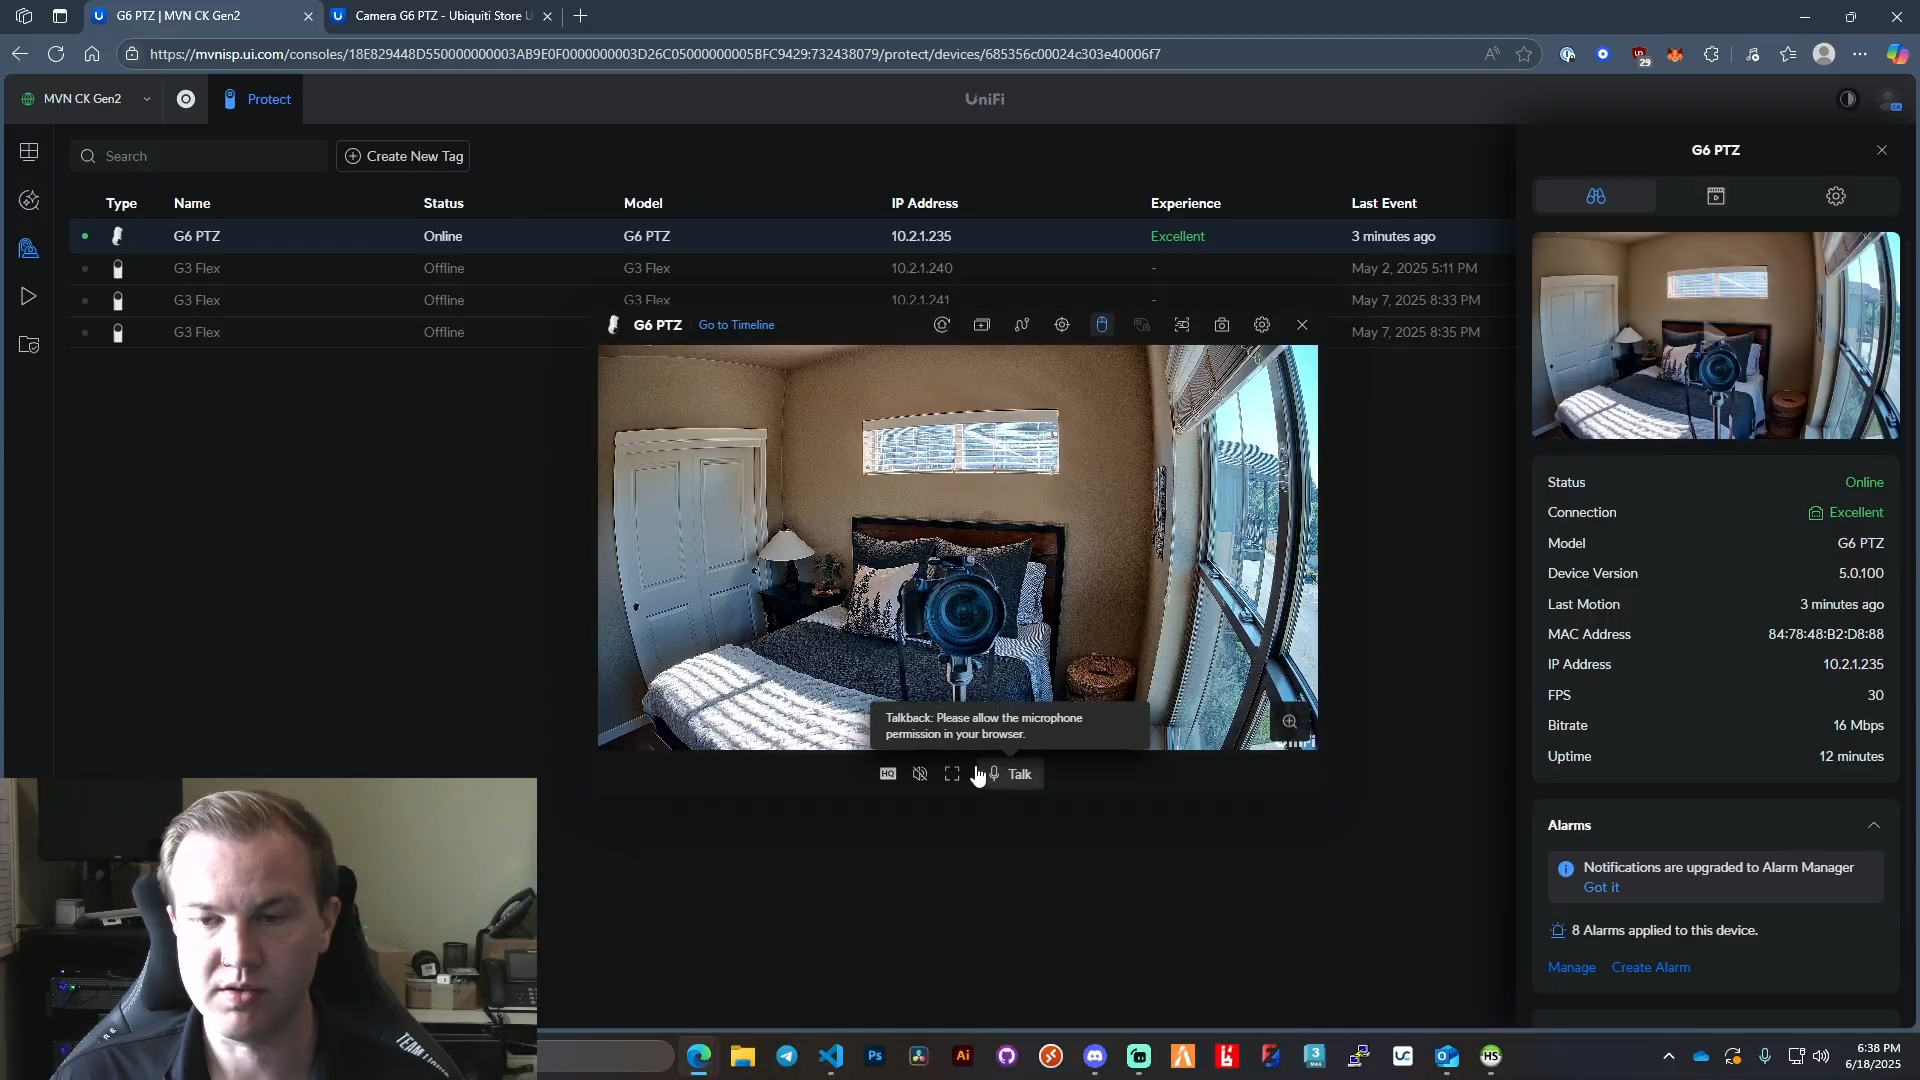 G6 PTZ | MVN CK Gen2
Camera G6 PTZ - Ubiquiti Store U
https://mvnisp.ui.com/consoles/18E829448D550000000003AB9E0F0000000003D26C05000000005BFC9429:732438079/protect/devices/685356c00024c303e40006f7
29
MVN CK Gen2
Protect
UniFi
Search
Create New Tag
Type Name Status Model IP Address Experience Last Event
G6 PTZ Online G6 PTZ 10.2.1.235 Excellent 3 minutes ago
G3 Flex Offline G3 Flex 10.2.1.240 - May 2, 2025 5:11 PM
G3 Flex Offline G3 Flex 10.2.1.241 - May 7, 2025 8:33 PM
G3 Flex Offline May 7, 2025 8:35 PM
G6 PTZ Go to Timeline
Talkback: Please allow the microphone
permission in your browser.
HQ
Talk
G6 PTZ
Status Online
Connection Excellent
Model G6 PTZ
Device Version 5.0.100
Last Motion 3 minutes ago
MAC Address 84:78:48:B2:D8:88
IP Address 10.2.1.235
FPS 30
Bitrate 16 Mbps
Uptime 12 minutes
Alarms
Notifications are upgraded to Alarm Manager
Got it
8 Alarms applied to this device.
Manage Create Alarm
Ps
Ai
3
MAX
UC
HS
6:38 PM
6/18/2025